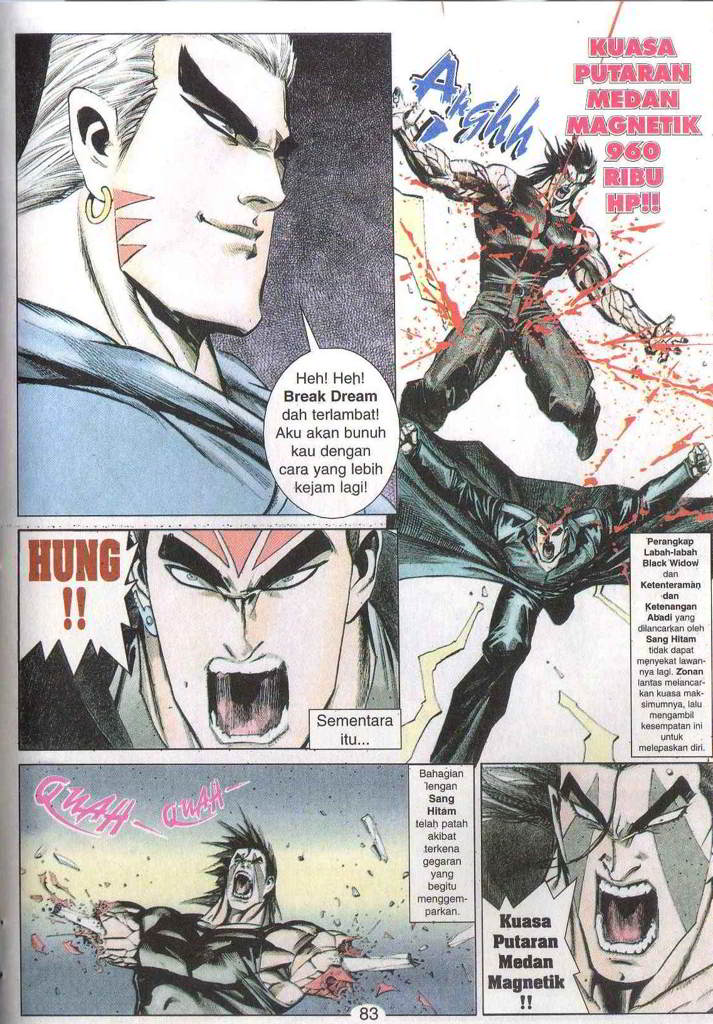 Heh! Heh!
Break Dream
dah terlambat!
Aku akan bunuh
kau dengan
cara yang lebih
kejam lagi!
Arghh
KUASA
PUTARAN
MEDAN
MAGNETIK
960
RIBU
HP!!
HUNG
!!
Sementara
itu...
Perangkap
Labah-labah
Black Widow
dan
Ketenteraman
dan
Ketenangan
Abadi yang
dilancarkan oleh
Sang Hitam
tidak dapat
menyekat lawan-
nya lagi. Zonan
lantas melancar-
kan kuasa mak-
simumnya, lalu
mengambil
kesempatan ini
untuk
melepaskan diri.
QUAH- QUAH-
Bahagian
lengan
Sang
Hitam
telah patah
akibat
terkena
gegaran
yang
begitu
menggem-
parkan.
Kuasa
Putaran
Medan
Magnetik
!!
83